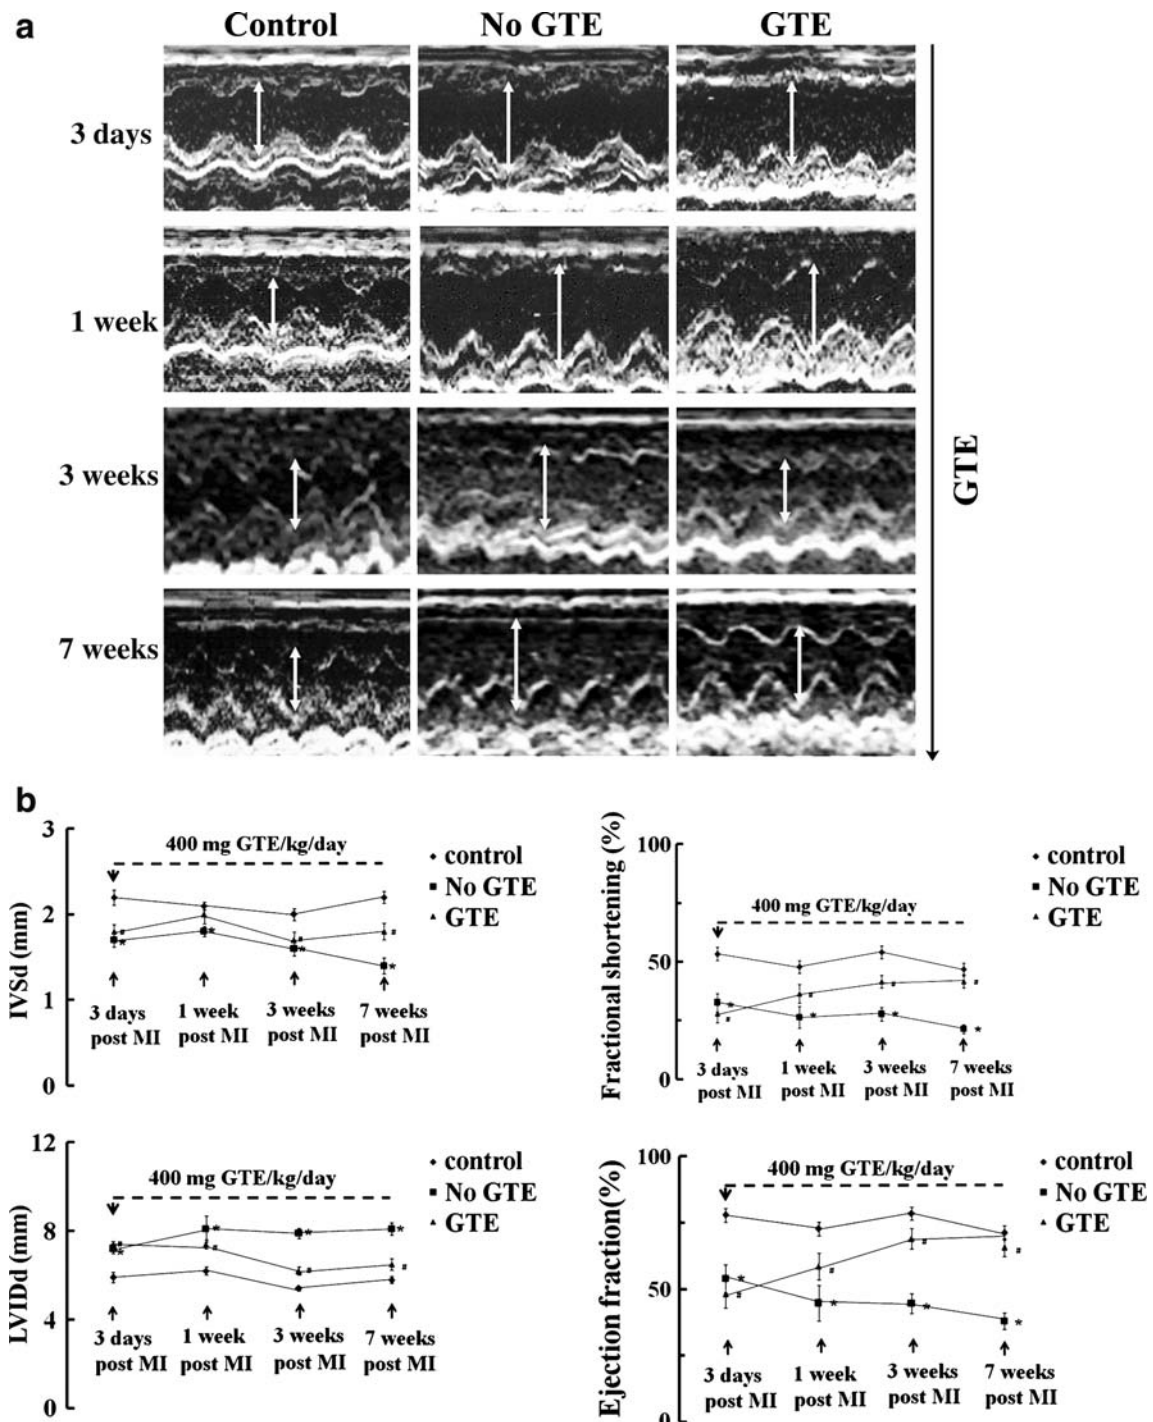 a
Control No GTE GTE
3 days
1 week
3 weeks
7 weeks
GTE
b
3
2
1
0
IVSd (mm)
400 mg GTE/kg/day
control
No GTE
GTE
# # #
* * * *
3 days post MI
1 week post MI
3 weeks post MI
7 weeks post MI
100
50
0
Fractional shortening (%)
400 mg GTE/kg/day
control
No GTE
GTE
* * * *
# # # #
3 days post MI
1 week post MI
3 weeks post MI
7 weeks post MI
12
8
4
0
LVIDd (mm)
400 mg GTE/kg/day
control
No GTE
GTE
* * * *
# # # #
3 days post MI
1 week post MI
3 weeks post MI
7 weeks post MI
100
50
0
Ejection fraction(%)
400 mg GTE/kg/day
control
No GTE
GTE
* * * *
# # # #
3 days post MI
1 week post MI
3 weeks post MI
7 weeks post MI